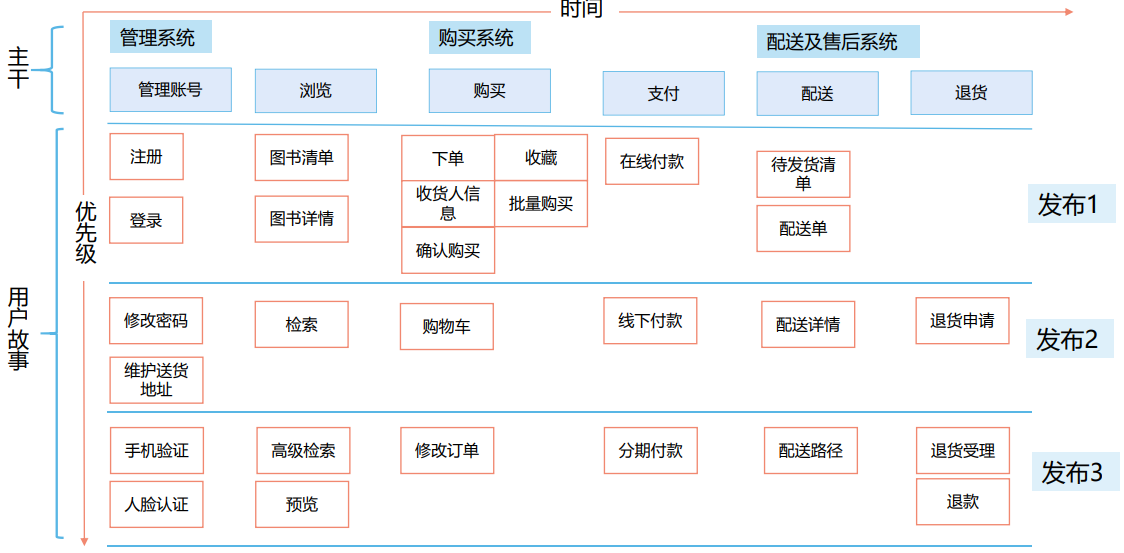 时间
管理系统
购买系统
配送及售后系统
主干
管理账号
浏览
购买
支付
配送
退货
优先级
用户故事
注册
图书清单
下单
收藏
在线付款
待发货清
单
登录
图书详情
收货人信
息
批量购买
配送单
确认购买
发布1
修改密码
检索
购物车
线下付款
配送详情
退货申请
发布2
维护送货
地址
手机验证
高级检索
修改订单
分期付款
配送路径
退货受理
发布3
人脸认证
预览
退款